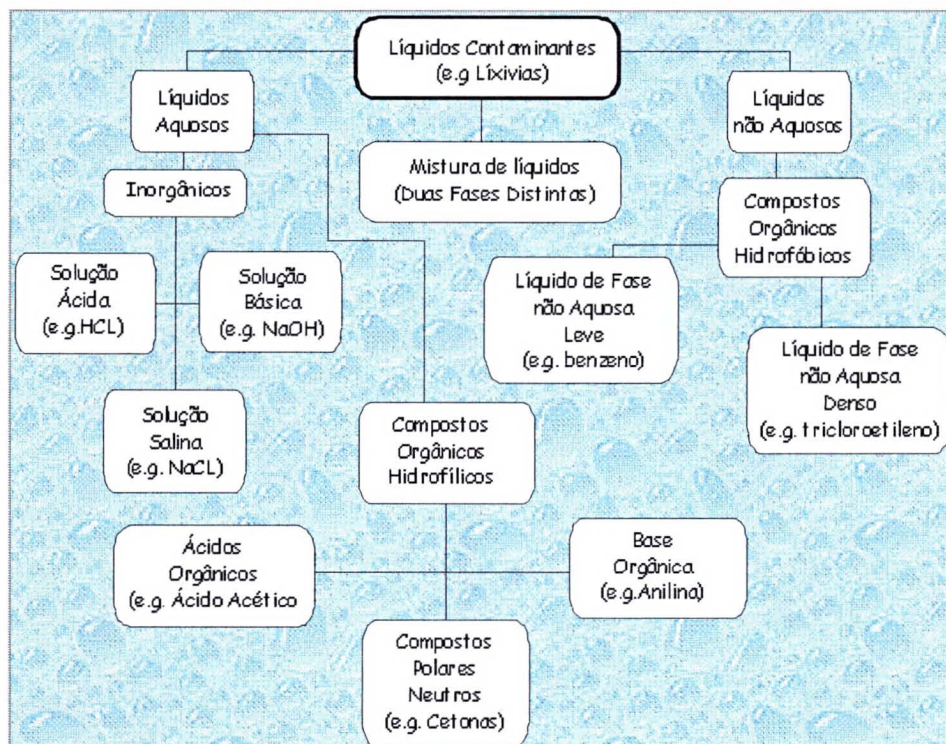 Líquidos Contaminantes
(e.g Líxivias)
Líquidos
Aquosos
Líquidos
não Aquosos
Mistura de líquidos
(Duas Fases Distintas)
Inorgânicos
Compostos
Orgânicos
Hidrofóbicos
Solução
Ácida
(e.g.HCL)
Solução
Básica
(e.g. NaOH)
Líquido de Fase
não Aquosa
Leve
(e.g. benzeno)
Líquido de Fase
não Aquosa
Denso
(e.g. tricloroetileno)
Solução
Salina
(e.g. NaCL)
Compostos
Orgânicos
Hidrofílicos
Ácidos
Orgânicos
(e.g. Ácido Acético
Base
Orgânica
(e.g.Anilina)
Compostos
Polares
Neutros
(e.g. Cetonas)